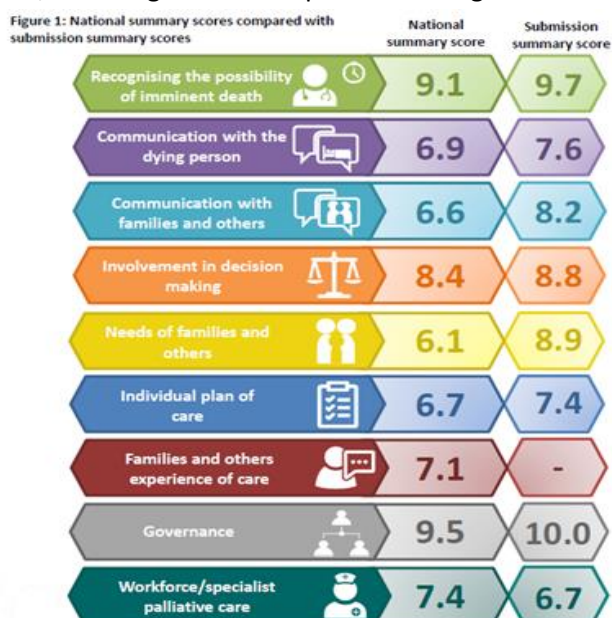 Figure 1: National summary scores compared with
submission summary scores
National
summary score
Submission
summary score
Recognising the possibility
of imminent death
9.1
9.7
Communication with the
dying person
6.9
7.6
Communication with
families and others
6.6
8.2
Involvement in decision
making
8.4
8.8
Needs of families and
others
6.1
8.9
Individual plan of
care
6.7
7.4
Families and others
experience of care
7.1
-
Governance
9.5
10.0
Workforce/specialist
palliative care
7.4
6.7